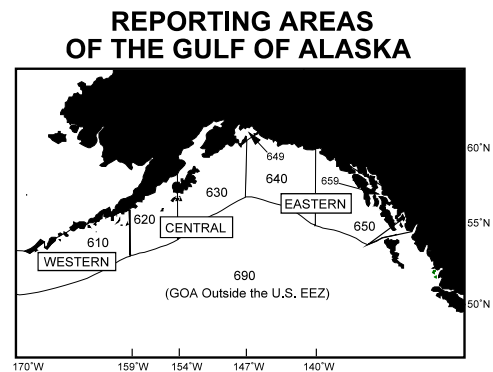 REPORTING AREAS
OF THE GULF OF ALASKA
60°N
649
659
640
630
EASTERN
620
55°N
CENTRAL
650
610
WESTERN
690
(GOA Outside the U.S. EEZ)
50°N
170°W
159°W
154°W
147°W
140°W